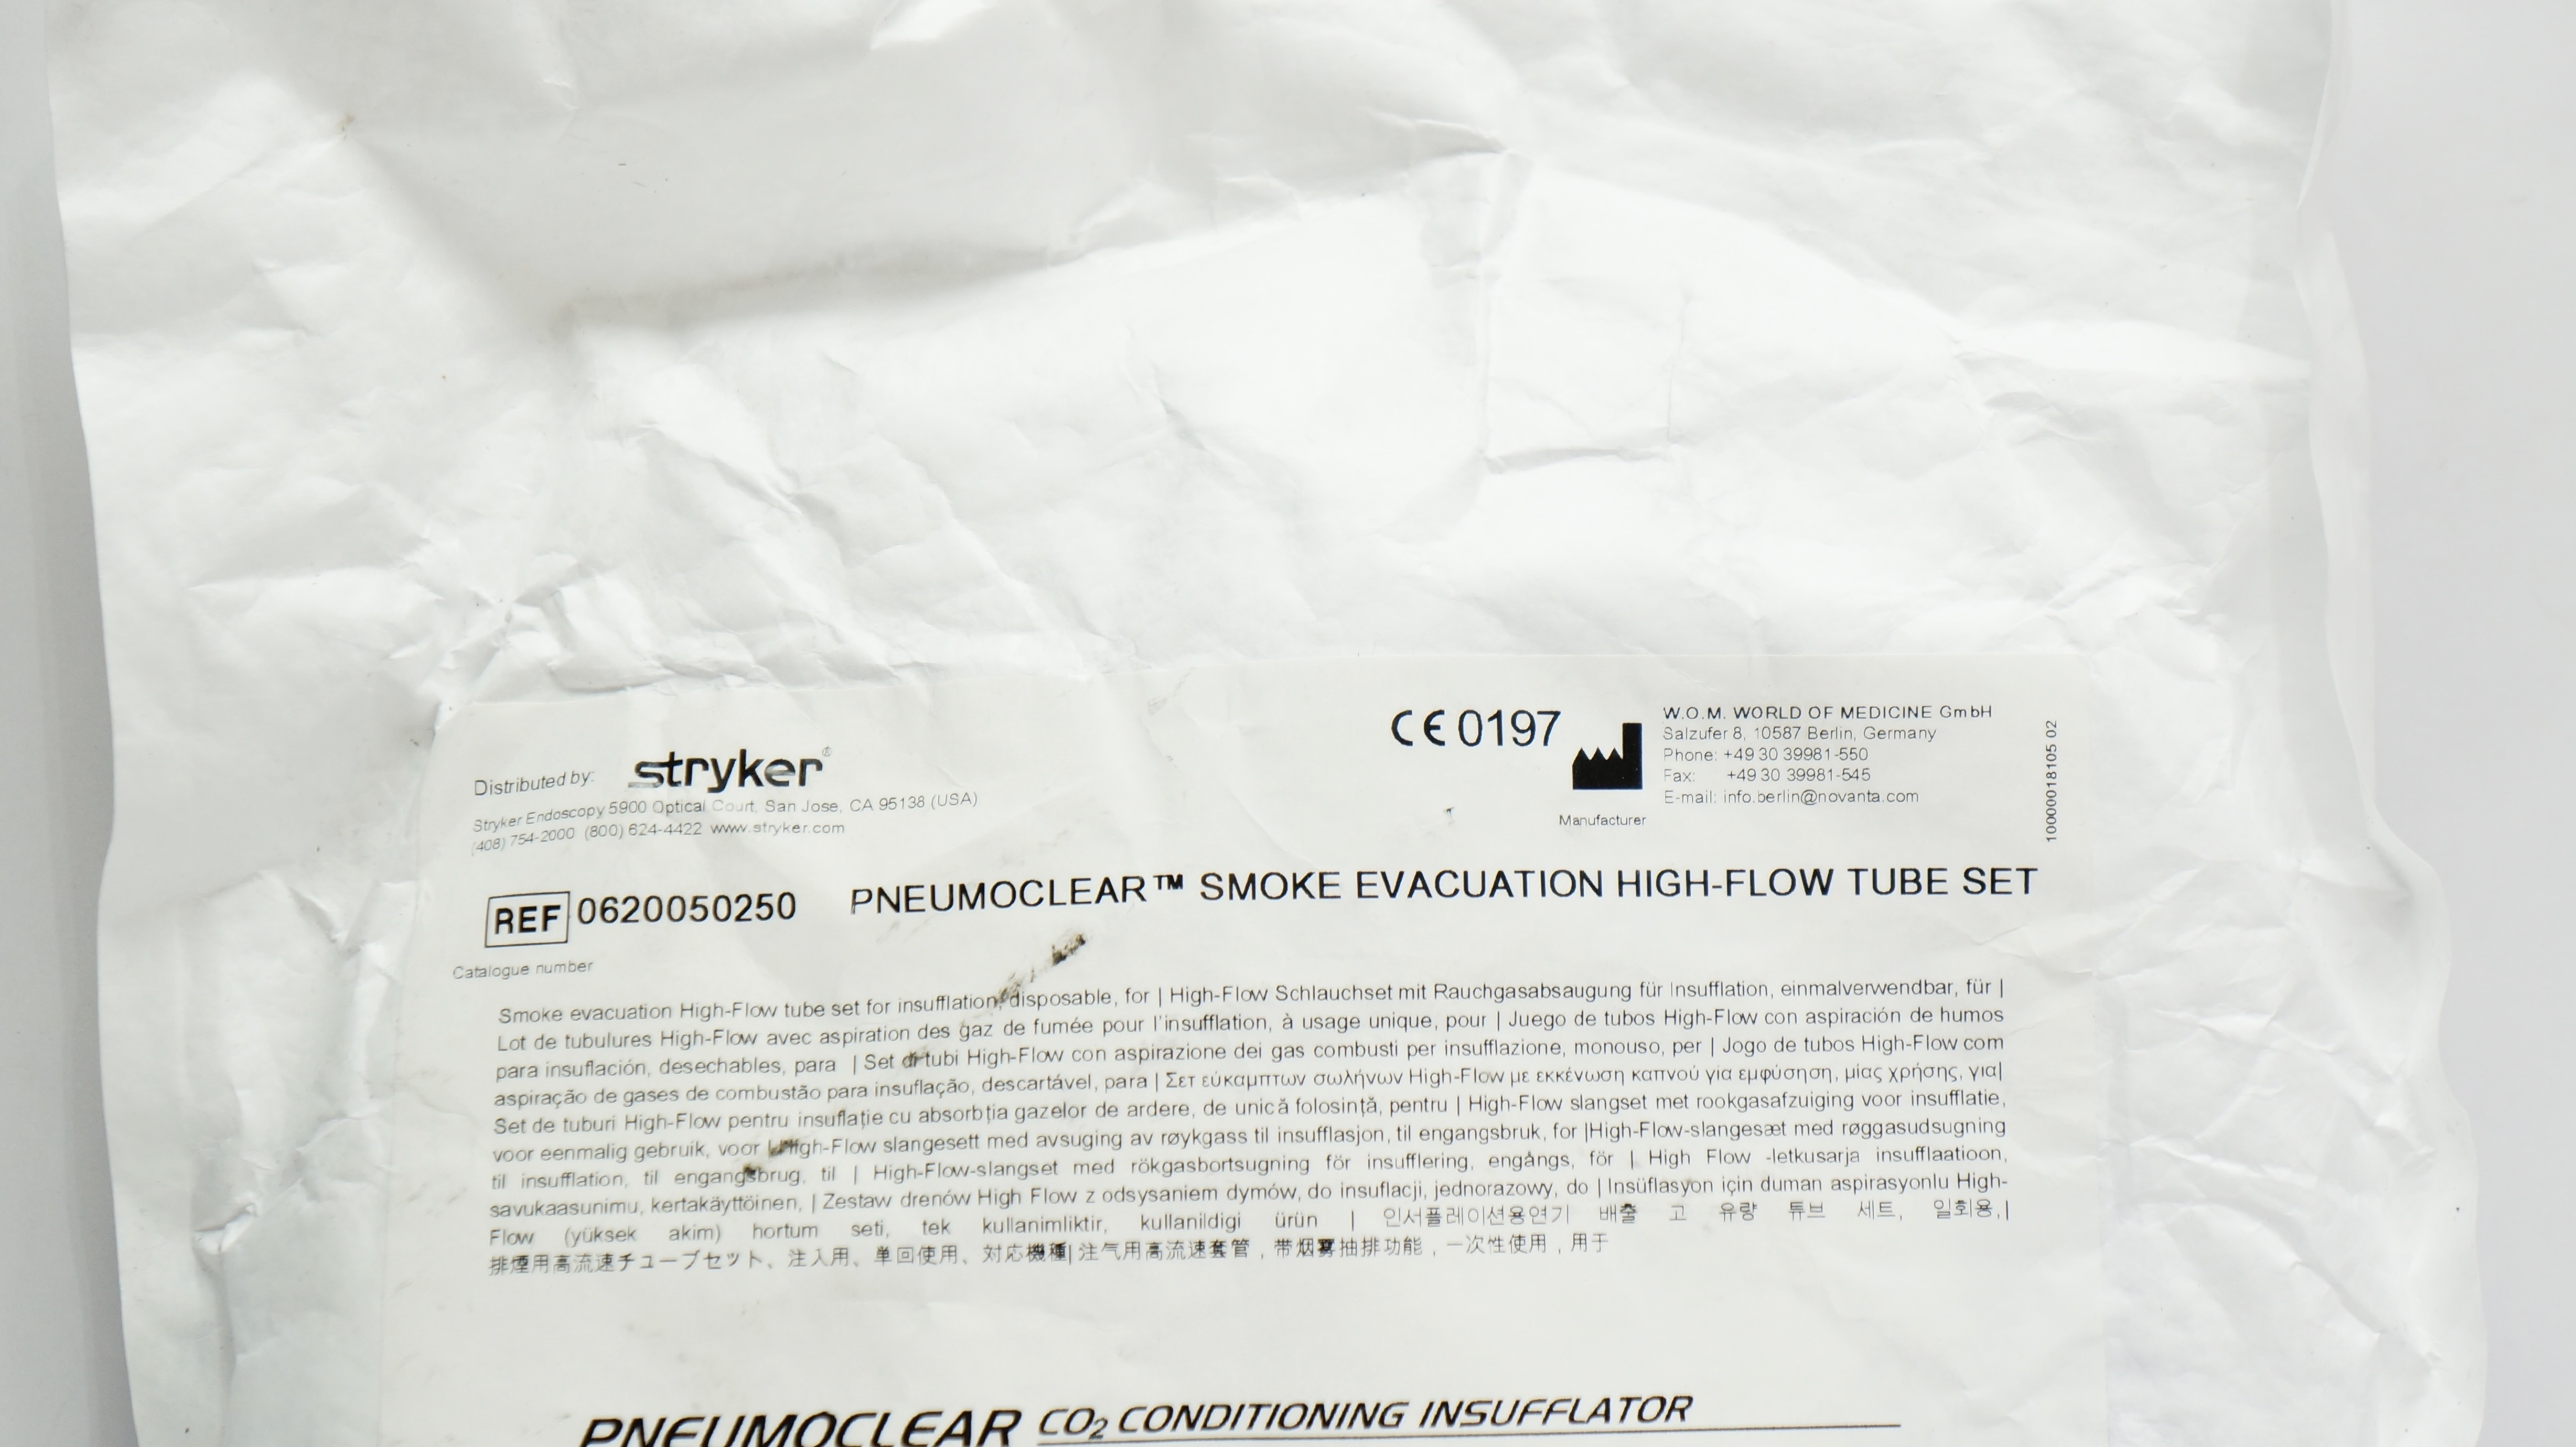 Distributed by: stryker®
Stryker Endoscopy 5900 Optical Court, San Jose, CA 95138 (USA)
(408) 754-2000 (800) 624-4422 www.stryker.com
CE 0197
Manufacturer
W.O.M. WORLD OF MEDICINE GmbH
Salzufer 8, 10587 Berlin, Germany
Phone: +49 30 39981-550
Fax: +49 30 39981-545
E-mail: info.berlin@novanta.com
10000018105 02
REF 0620050250 PNEUMOCLEAR™ SMOKE EVACUATION HIGH-FLOW TUBE SET
Catalogue number
Smoke evacuation High-Flow tube set for insufflation, disposable, for | High-Flow Schlauchset mit Rauchgasabsaugung für Insufflation, einmalverwendbar, für |
Lot de tubulures High-Flow avec aspiration des gaz de fumée pour l'insufflation, à usage unique, pour | Juego de tubos High-Flow con aspiración de humos
para insuflación, desechables, para | Set di tubi High-Flow con aspirazione dei gas combusti per insufflazione, monouso, per | Jogo de tubos High-Flow com
aspiração de gases de combustão para insuflação, descartável, para | Σετ εύκαμπτων σωλήνων High-Flow με εκκένωση καπνού για εμφύσηση, μίας χρήσης, για|
Set de tuburi High-Flow pentru insuflație cu absorbția gazelor de ardere, de unică folosință, pentru | High-Flow slangset met rookgasafzuiging voor insufflatie,
voor eenmalig gebruik, voor | High-Flow slangesett med avsuging av røykgass til insufflasjon, til engangsbruk, for |High-Flow-slangesæt med røggasudsugning
til insufflation, til engangsbrug, til | High-Flow-slangset med rökgasbortsugning för insufflering, engångs, för | High Flow -letkusarja insufflaatioon,
savukaasunimu, kertakäyttöinen, | Zestaw drenów High Flow z odsysaniem dymów, do insuflacji, jednorazowy, do | Insüflasyon için duman aspirasyonlu High-
Flow (yüksek akim) hortum seti, tek kullanimliktir, kullanildigi ürün | 인서플레이션용연기 배출 고 유량 튜브 세트, 일회용,|
排煙用高流速チューブセット、注入用、単回使用、対応機種| 注气用高流速套管，带烟雾抽排功能，一次性使用，用于
PNEUMOCLEAR CO₂ CONDITIONING INSUFFLATOR